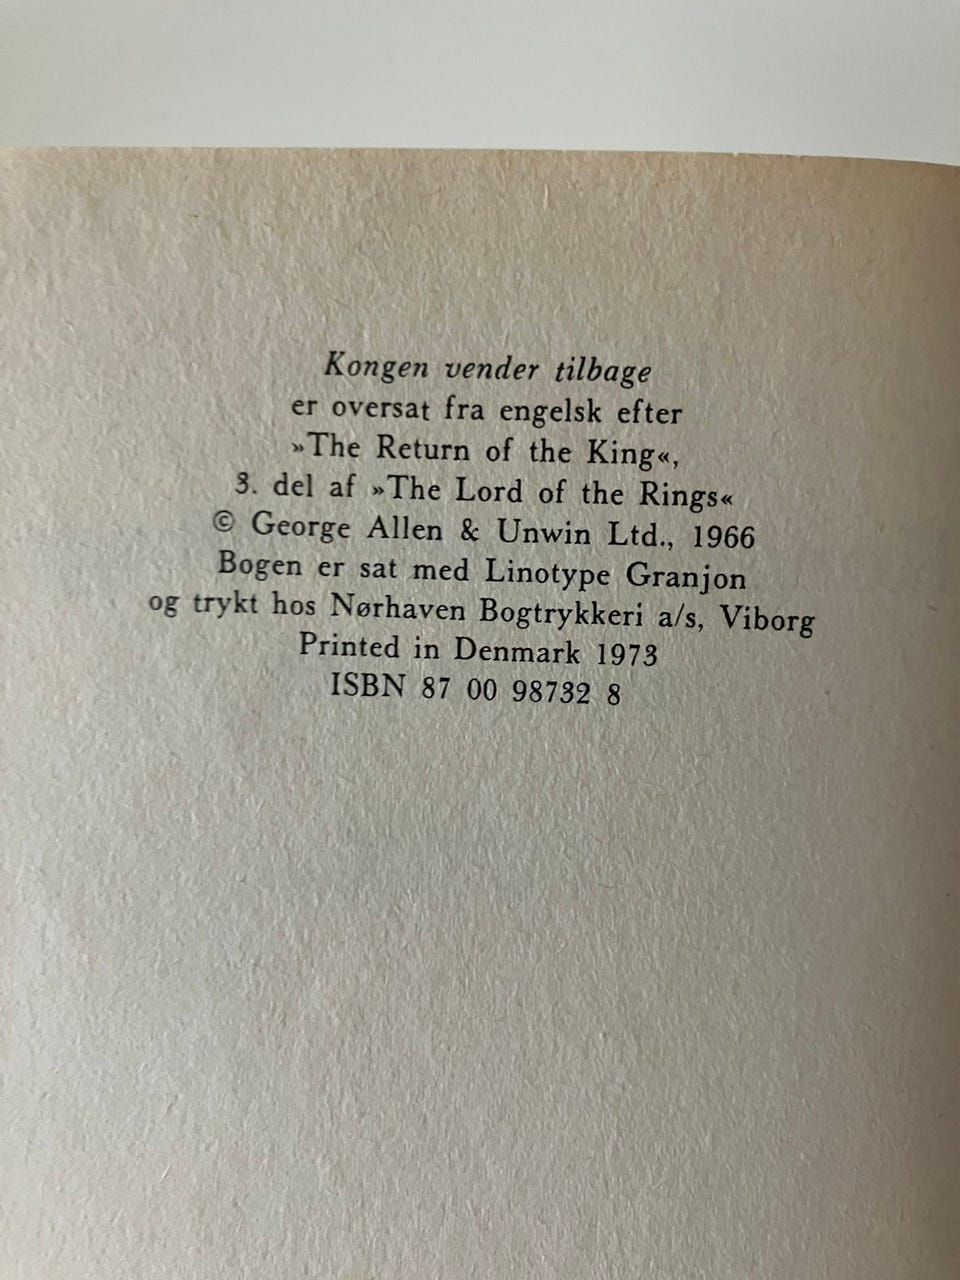 Kongen vender tilbage
er oversat fra engelsk efter
»The Return of the King«,
3. del af »The Lord of the Rings«
© George Allen & Unwin Ltd., 1966
Bogen er sat med Linotype Granjon
og trykt hos Nørhaven Bogtrykkeri a/s, Viborg
Printed in Denmark 1973
ISBN 87 00 98732 8